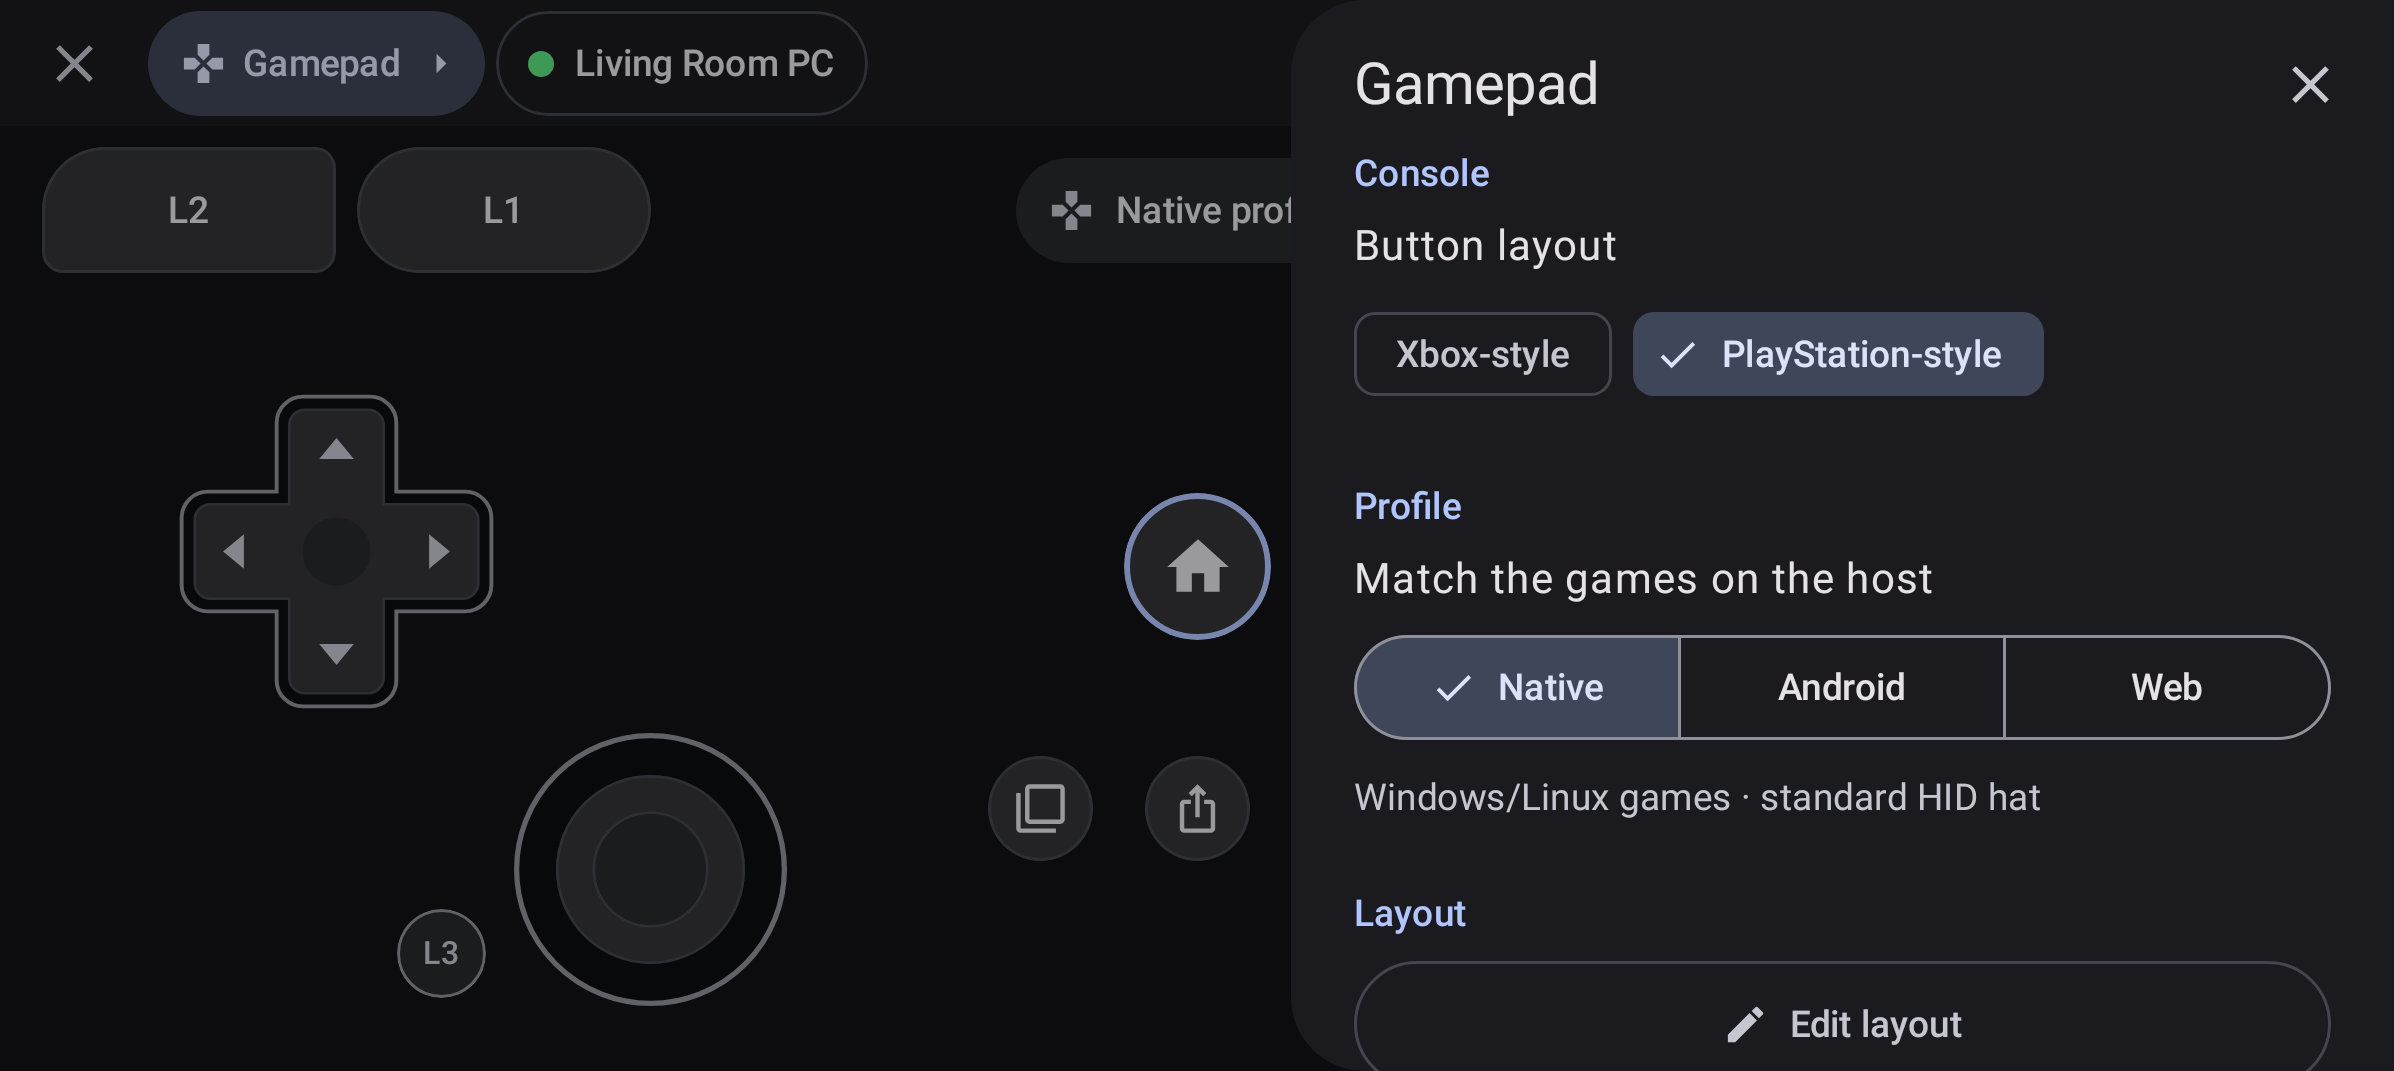 Gamepad
Living Room PC
L2
L1
Native prof
L3
Gamepad
Console
Button layout
Xbox-style
PlayStation-style
Profile
Match the games on the host
Native
Android
Web
Windows/Linux games · standard HID hat
Layout
Edit layout